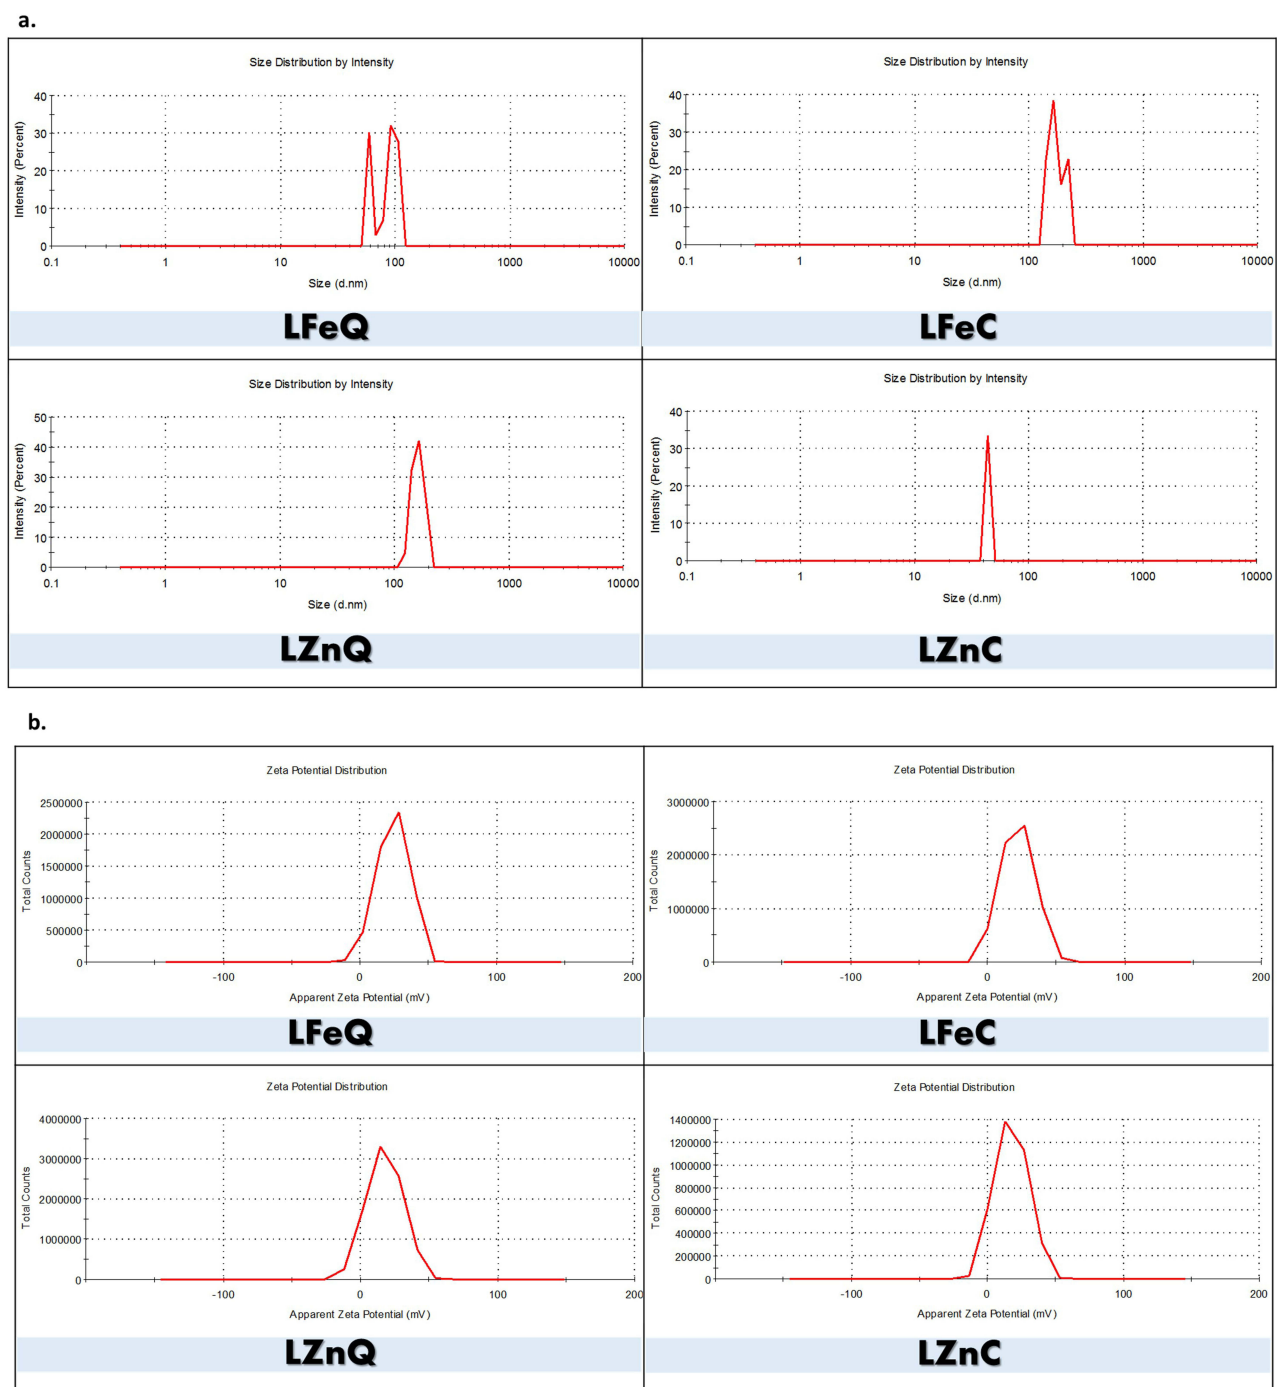 a.
Size Distribution by Intensity
40
30
20
10
0
Intensity (Percent)
0.1 1 10 100 1000 10000
Size (d.nm)
LFeQ
Size Distribution by Intensity
40
30
20
10
0
Intensity (Percent)
0.1 1 10 100 1000 10000
Size (d.nm)
LFeC
Size Distribution by Intensity
50
40
30
20
10
0
Intensity (Percent)
0.1 1 10 100 1000 10000
Size (d.nm)
LZnQ
Size Distribution by Intensity
40
30
20
10
0
Intensity (Percent)
0.1 1 10 100 1000 10000
Size (d.nm)
LZnC
b.
Zeta Potential Distribution
2500000
2000000
1500000
1000000
500000
0
Total Counts
-100 0 100 200
Apparent Zeta Potential (mV)
LFeQ
Zeta Potential Distribution
3000000
2000000
1000000
0
Total Counts
-100 0 100 200
Apparent Zeta Potential (mV)
LFeC
Zeta Potential Distribution
4000000
3000000
2000000
1000000
0
Total Counts
-100 0 100 200
Apparent Zeta Potential (mV)
LZnQ
Zeta Potential Distribution
1400000
1200000
1000000
800000
600000
400000
200000
0
Total Counts
-100 0 100 200
Apparent Zeta Potential (mV)
LZnC